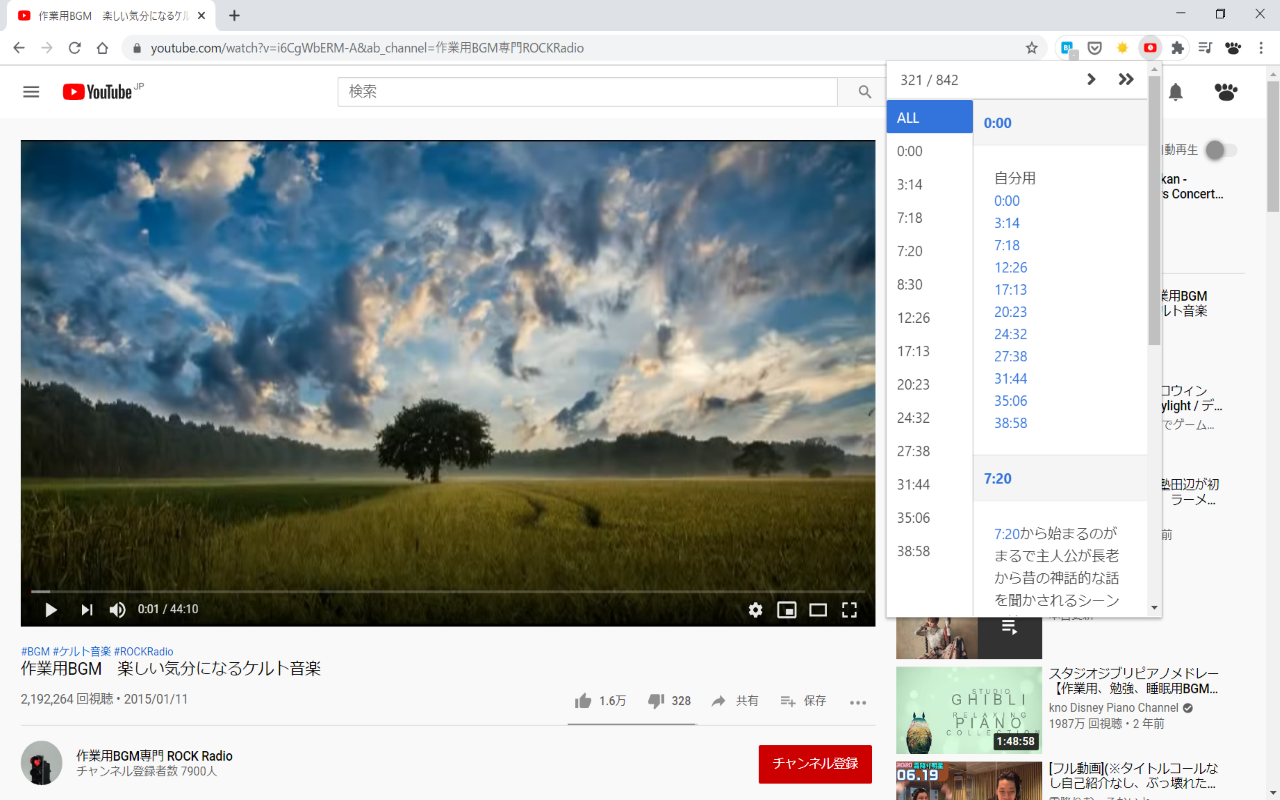 作業用BGM　楽しい気分になるケル
youtube.com/watch?v=i6CgWbERM-A&ab_channel=作業用BGM専門ROCKRadio
YouTube JP
検索
321 / 842
ALL
0:00
3:14
7:18
7:20
8:30
12:26
17:13
20:23
24:32
27:38
31:44
35:06
38:58
0:00
自分用
0:00
3:14
7:18
12:26
17:13
20:23
24:32
27:38
31:44
35:06
38:58
7:20
7:20から始まるのが
まるで主人公が長老
から昔の神話的な話
を聞かされるシーン
動再生
kan -
's Concert...
業用BGM
ルト音楽
コウィン
ylight / デ...
でゲーム...
塾田辺が初
ラーメ...
前
0:01 / 44:10
#BGM #ケルト音楽 #ROCKRadio
作業用BGM　楽しい気分になるケルト音楽
2,192,264 回視聴・2015/01/11
1.6万
328
共有
保存
作業用BGM専門 ROCK Radio
チャンネル登録者数 7900人
チャンネル登録
STUDIO
GHIBLI
RELAXING
PIANO
COLLECTION
1:48:58
スタジオジブリピアノメドレー
【作業用、勉強、睡眠用BGM...
kno Disney Piano Channel
1987万 回視聴・2 年前
06.19
[フル動画](※タイトルコールな
し自己紹介なし、ぶっ壊れた...